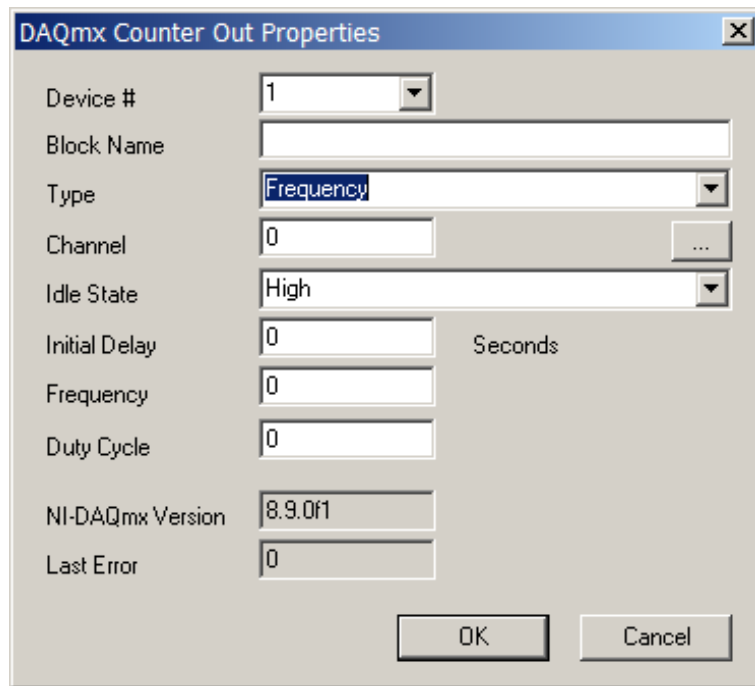 DAQmx Counter Out Properties
Device # 1
Block Name
Type Frequency
Channel 0 ...
Idle State High
Initial Delay 0 Seconds
Frequency 0
Duty Cycle 0
NI-DAQmx Version 8.9.0f1
Last Error 0
OK Cancel